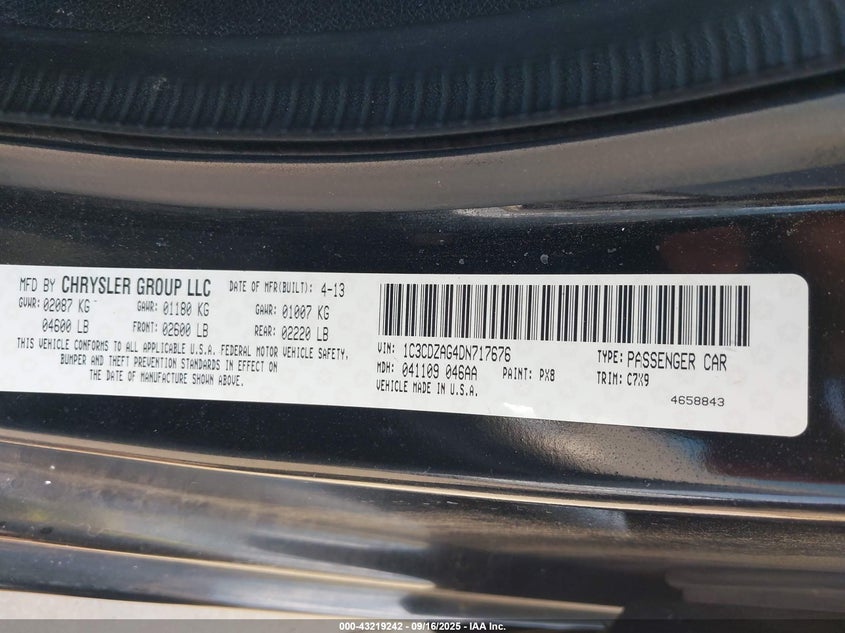 MFD BY CHRYSLER GROUP LLC DATE OF MFR(BUILT): 4-13
GVWR: 02087 KG GAWR: 01180 KG GAWR: 01007 KG
04600 LB FRONT: 02600 LB REAR: 02220 LB
THIS VEHICLE CONFORMS TO ALL APPLICABLE U.S.A. FEDERAL MOTOR VEHICLE SAFETY,
BUMPER AND THEFT PREVENTION STANDARDS IN EFFECT ON
THE DATE OF MANUFACTURE SHOWN ABOVE.
VIN: 1C3CDZAG4DN717676 TYPE: PASSENGER CAR
MDH: 041109 046AA PAINT: PX8 TRIM: C7X9
VEHICLE MADE IN U.S.A.
4658843
000-43219242 - 09/16/2025 - IAA Inc.